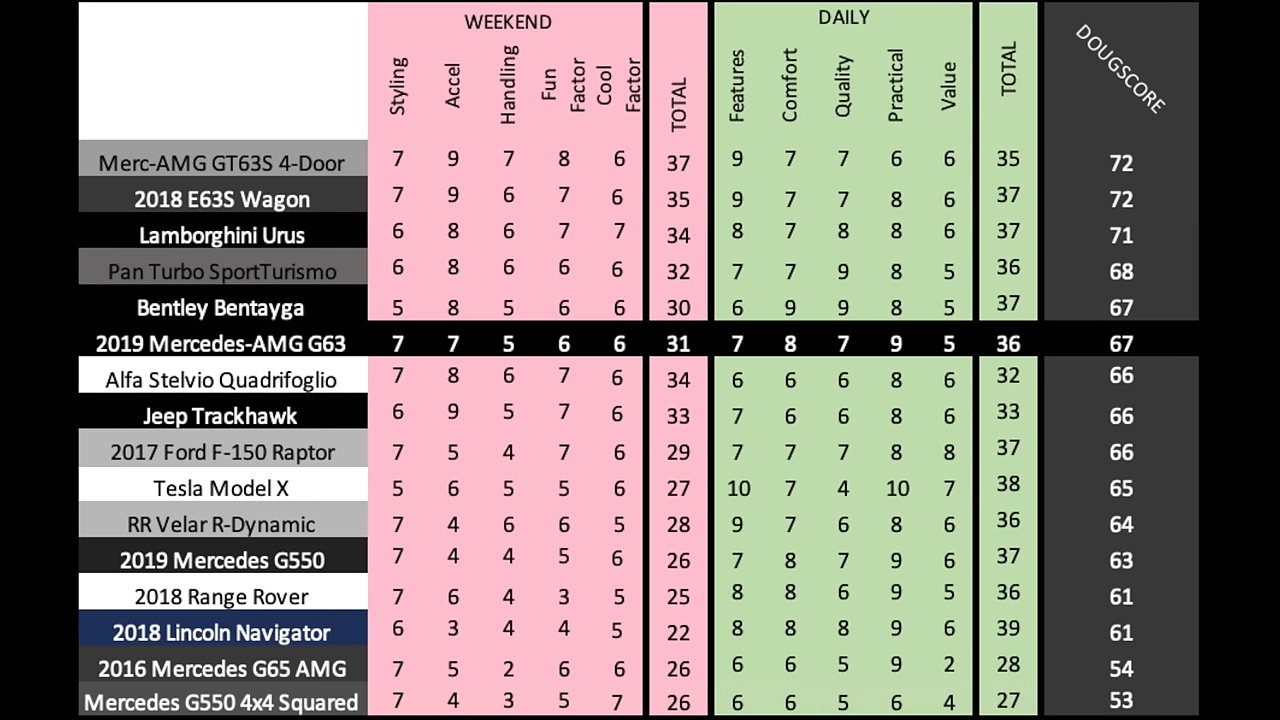 WEEKEND DAILY
Styling Accel Handling Fun Factor Cool Factor TOTAL Features Comfort Quality Practical Value TOTAL DOUGSCORE
Merc-AMG GT63S 4-Door 7 9 7 8 6 37 9 7 7 6 6 35 72
2018 E63S Wagon 7 9 6 7 6 35 9 7 7 8 6 37 72
Lamborghini Urus 6 8 6 7 7 34 8 7 8 8 6 37 71
Pan Turbo SportTurismo 6 8 6 6 6 32 7 7 9 8 5 36 68
Bentley Bentayga 5 8 5 6 6 30 6 9 9 8 5 37 67
2019 Mercedes-AMG G63 7 7 5 6 6 31 7 8 7 9 5 36 67
Alfa Stelvio Quadrifoglio 7 8 6 7 6 34 6 6 6 8 6 32 66
Jeep Trackhawk 6 9 5 7 6 33 7 6 6 8 6 33 66
2017 Ford F-150 Raptor 7 5 4 7 6 29 7 7 7 8 8 37 66
Tesla Model X 5 6 5 5 6 27 10 7 4 10 7 38 65
RR Velar R-Dynamic 7 4 6 6 5 28 9 7 6 8 6 36 64
2019 Mercedes G550 7 4 4 5 6 26 7 8 7 9 6 37 63
2018 Range Rover 7 6 4 3 5 25 8 8 6 9 5 36 61
2018 Lincoln Navigator 6 3 4 4 5 22 8 8 8 9 6 39 61
2016 Mercedes G65 AMG 7 5 2 6 6 26 6 6 5 9 2 28 54
Mercedes G550 4x4 Squared 7 4 3 5 7 26 6 6 5 6 4 27 53